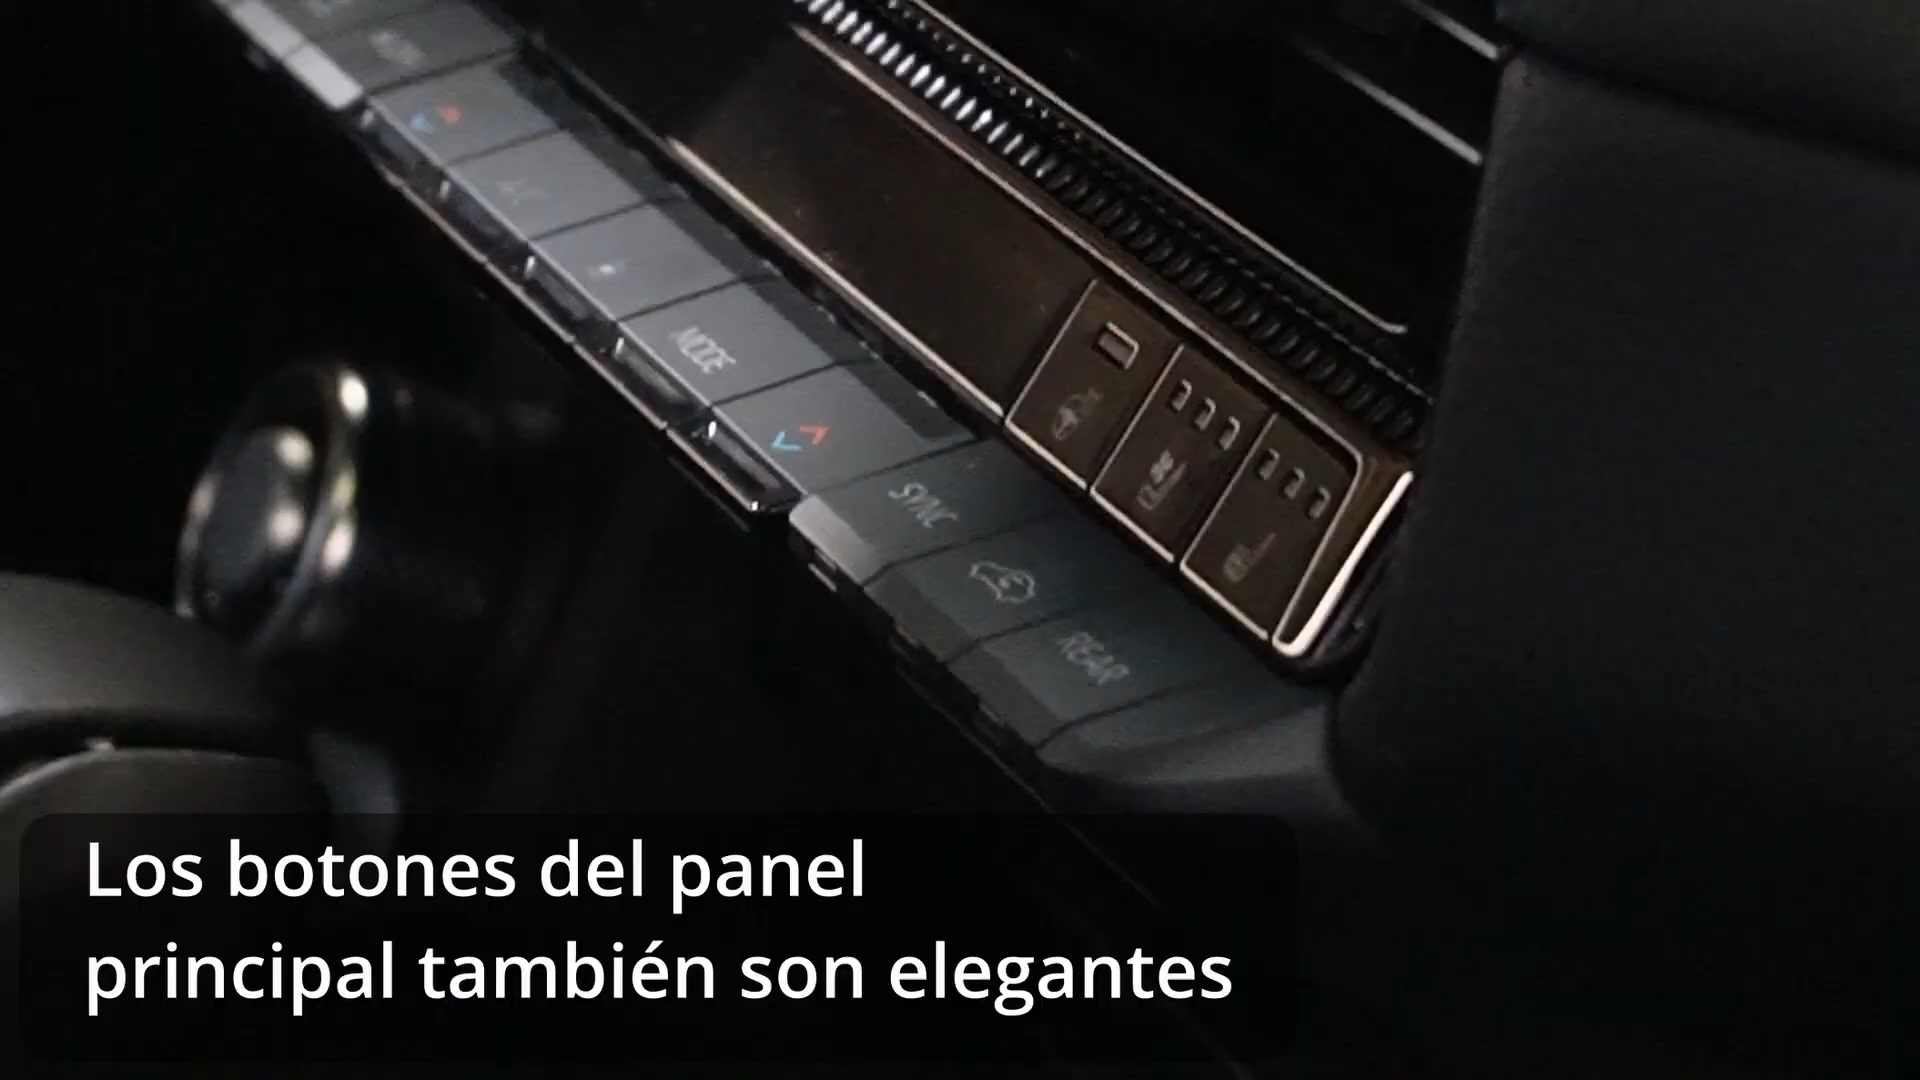 MODE
SYNC
REAR
Los botones del panel
principal también son elegantes